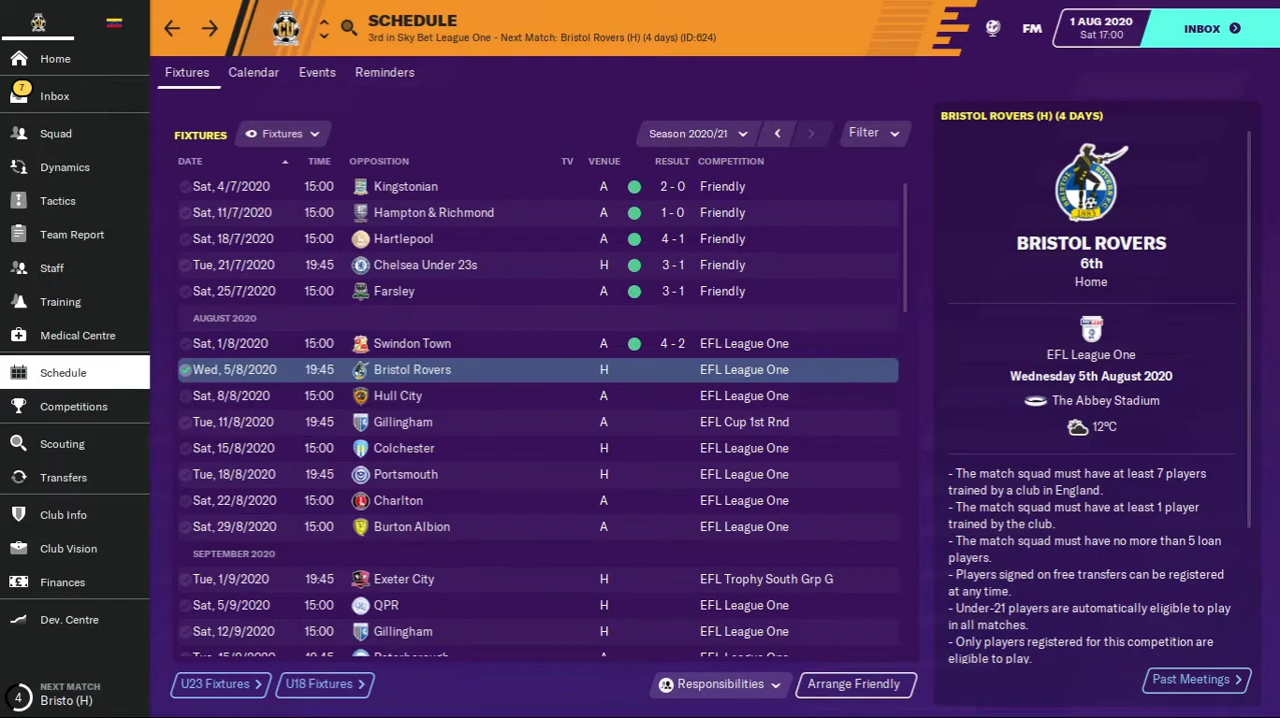 SCHEDULE
3rd in Sky Bet League One - Next Match: Bristol Rovers (H) (4 days) (ID:624)
FM
1 AUG 2020
Sat 17:00
INBOX
Home
7
Inbox
Squad
Dynamics
Tactics
Team Report
Staff
Training
Medical Centre
Schedule
Competitions
Scouting
Transfers
Club Info
Club Vision
Finances
Dev. Centre
4
NEXT MATCH
Bristo (H)
Fixtures Calendar Events Reminders
FIXTURES Fixtures Season 2020/21 Filter
DATE TIME OPPOSITION TV VENUE RESULT COMPETITION
Sat, 4/7/2020 15:00 Kingstonian A 2 - 0 Friendly
Sat, 11/7/2020 15:00 Hampton & Richmond A 1 - 0 Friendly
Sat, 18/7/2020 15:00 Hartlepool A 4 - 1 Friendly
Tue, 21/7/2020 19:45 Chelsea Under 23s H 3 - 1 Friendly
Sat, 25/7/2020 15:00 Farsley A 3 - 1 Friendly
AUGUST 2020
Sat, 1/8/2020 15:00 Swindon Town A 4 - 2 EFL League One
Wed, 5/8/2020 19:45 Bristol Rovers H EFL League One
Sat, 8/8/2020 15:00 Hull City A EFL League One
Tue, 11/8/2020 19:45 Gillingham A EFL Cup 1st Rnd
Sat, 15/8/2020 15:00 Colchester H EFL League One
Tue, 18/8/2020 19:45 Portsmouth H EFL League One
Sat, 22/8/2020 15:00 Charlton A EFL League One
Sat, 29/8/2020 15:00 Burton Albion A EFL League One
SEPTEMBER 2020
Tue, 1/9/2020 19:45 Exeter City H EFL Trophy South Grp G
Sat, 5/9/2020 15:00 QPR H EFL League One
Sat, 12/9/2020 15:00 Gillingham H EFL League One
U23 Fixtures U18 Fixtures Responsibilities Arrange Friendly
BRISTOL ROVERS (H) (4 DAYS)
1883
BRISTOL ROVERS
6th
Home
EFL League One
Wednesday 5th August 2020
The Abbey Stadium
12°C
- The match squad must have at least 7 players
trained by a club in England.
- The match squad must have at least 1 player
trained by the club.
- The match squad must have no more than 5 loan
players.
- Players signed on free transfers can be registered
at any time.
- Under-21 players are automatically eligible to play
in all matches.
- Only players registered for this competition are
eligible to play.
Past Meetings